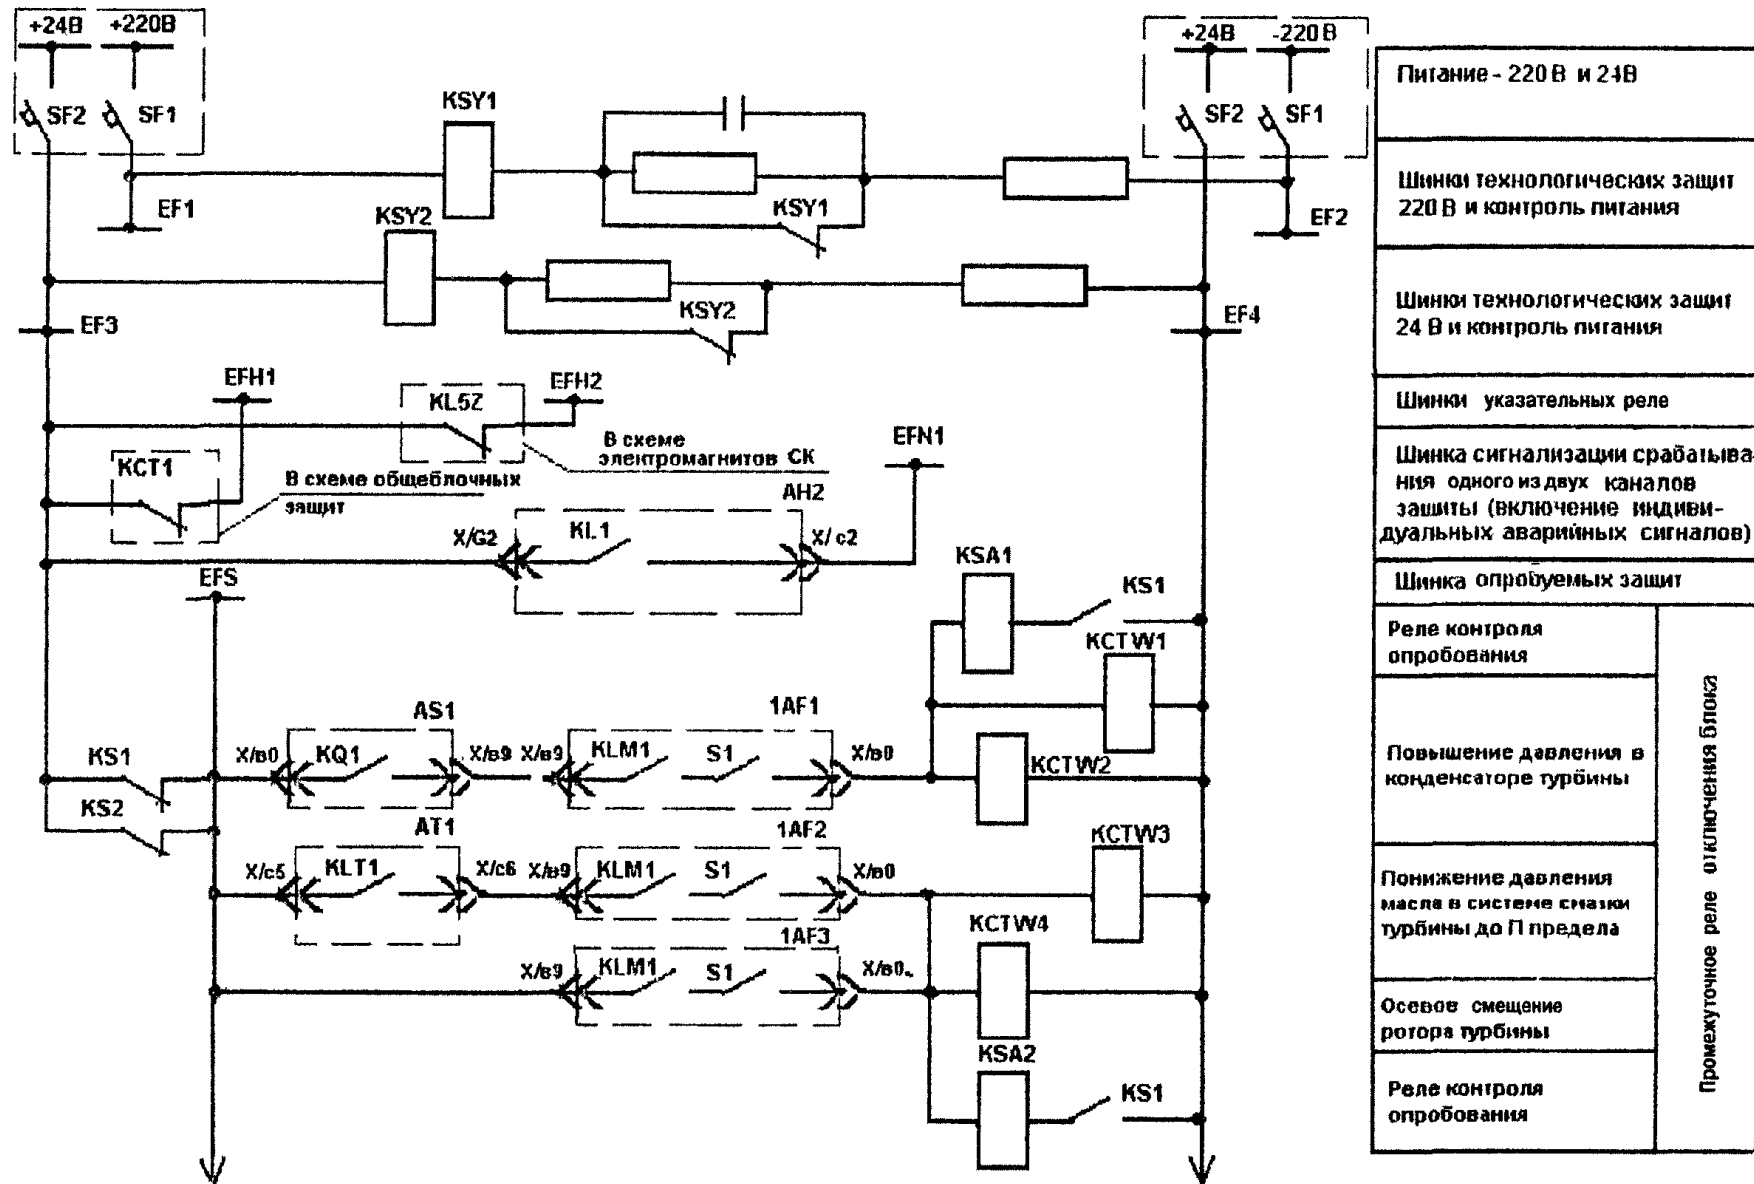 +24В +220В
SF2 SF1
EF1
KSY1
KSY1
+24В -220 В
SF2 SF1
EF2
KSY2
KSY2
EF3
EF4
EFH1
KL5Z
EFH2
В схеме
электромагнитов СК
KCT1
В схеме общеблочных
защит
EFN1
AH2
X/G2
KL1
X/ c2
EFS
KSA1
KS1
KCTW1
AS1
1AF1
KS1
X/в0
KQ1
X/в9 X/в9
KLM1
S1
X/в0
KCTW2
KS2
AT1
1AF2
KCTW3
X/c5
KLT1
X/c6 X/в9
KLM1
S1
X/в0
1AF3
KCTW4
X/в9
KLM1
S1
X/в0
KSA2
KS1
Питание - 220 В и 24В
Шинки технологических защит
220 В и контроль питания
Шинки технологических защит
24 В и контроль питания
Шинки указательных реле
Шинка сигнализации срабатыва-
ния одного из двух каналов
защиты (включение индиви-
дуальных аварийных сигналов)
Шинка опробуемых защит
Реле контроля
опробования
Повышение давления в
конденсаторе турбины
Понижение давления
масла в системе смазки
турбины до П предела
Осевов смещение
ротора турбины
Реле контроля
опробования
Промежуточное реле отключения блока